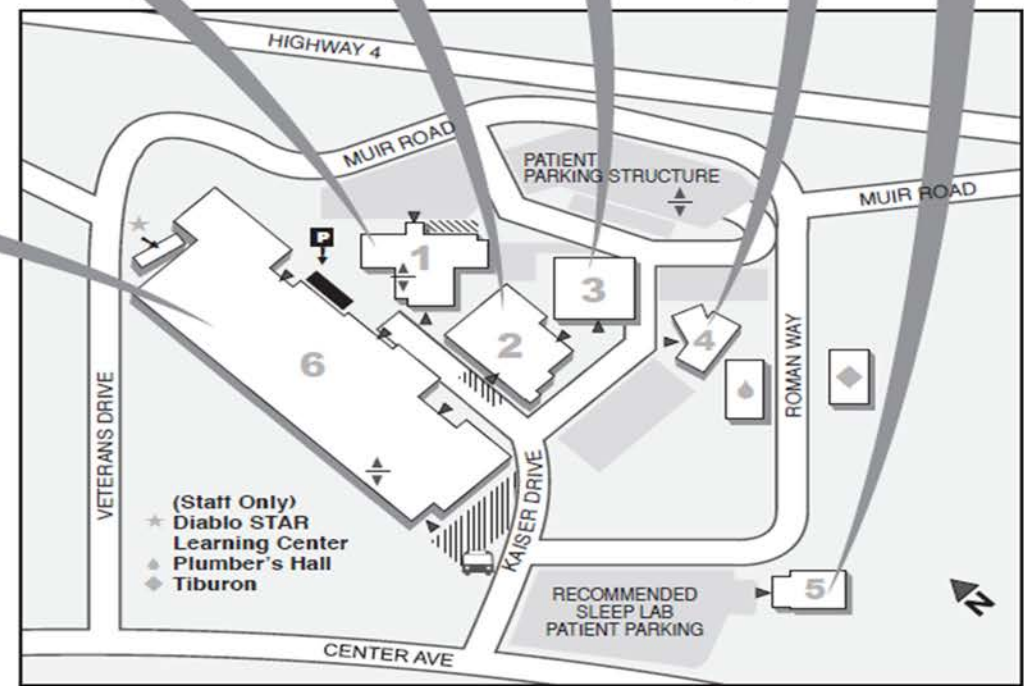 HIGHWAY 4
MUIR ROAD
PATIENT
PARKING STRUCTURE
MUIR ROAD
P
1
2
3
4
6
ROMAN WAY
VETERANS DRIVE
(Staff Only)
Diablo STAR
Learning Center
Plumber's Hall
Tiburon
KAISER DRIVE
RECOMMENDED
SLEEP LAB
PATIENT PARKING
5
N
CENTER AVE